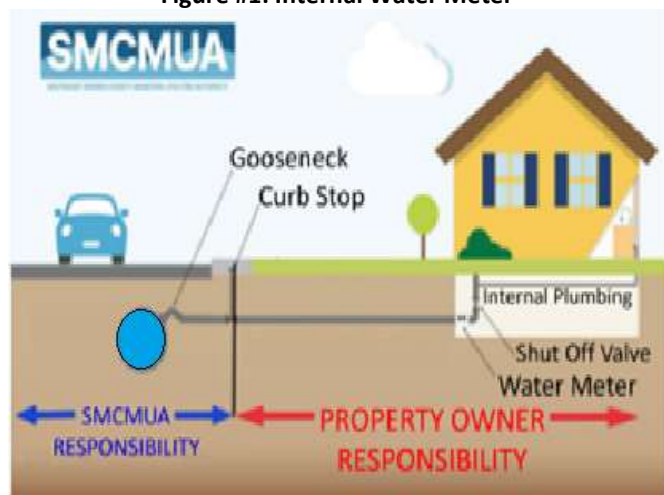 Figure #1: Internal Water Meter
SMCMUA
Gooseneck
Curb Stop
Internal Plumbing
Shut Off Valve
Water Meter
SMCMUA
RESPONSIBILITY
PROPERTY OWNER
RESPONSIBILITY